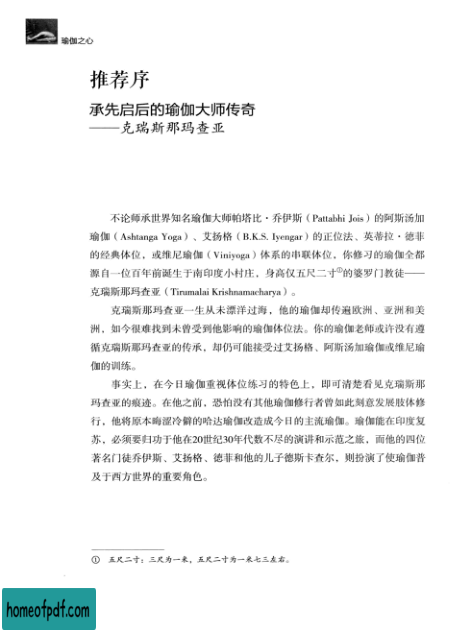 瑜伽之心
推荐序
承先启后的瑜伽大师传奇
——克瑞斯那玛查亚
不论师承世界知名瑜伽大师帕塔比·乔伊斯（Pattabhi Jois）的阿斯汤加
瑜伽（Ashtanga Yoga）、艾扬格（B.K.S. Iyengar）的正位法、英蒂拉·德菲
的经典体位，或维尼瑜伽（Viniyoga）体系的串联体位，你修习的瑜伽全都
源自一位百年前诞生于南印度小村庄，身高仅五尺二寸①的婆罗门教徒——
克瑞斯那玛查亚（Tirumalai Krishnamacharya）。
克瑞斯那玛查亚一生从未漂洋过海，他的瑜伽却传遍欧洲、亚洲和美
洲，如今很难找到未曾受到他影响的瑜伽体位法。你的瑜伽老师或许没有遵
循克瑞斯那玛查亚的传承，却仍可能接受过艾扬格、阿斯汤加瑜伽或维尼瑜
伽的训练。
事实上，在今日瑜伽重视体位练习的特色上，即可清楚看见克瑞斯那
玛查亚的痕迹。在他之前，恐怕没有其他瑜伽修行者曾如此刻意发展肢体修
行，他将原本晦涩冷僻的哈达瑜伽改造成今日的主流瑜伽。瑜伽能在印度复
苏，必须要归功于他在20世纪30年代数不尽的演讲和示范之旅，而他的四位
著名门徒乔伊斯、艾扬格、德菲和他的儿子德斯卡查尔，则扮演了使瑜伽普
及于西方世界的重要角色。
① 五尺二寸：三尺为一米，五尺二寸为一米七三左右。
homeofpdf.com